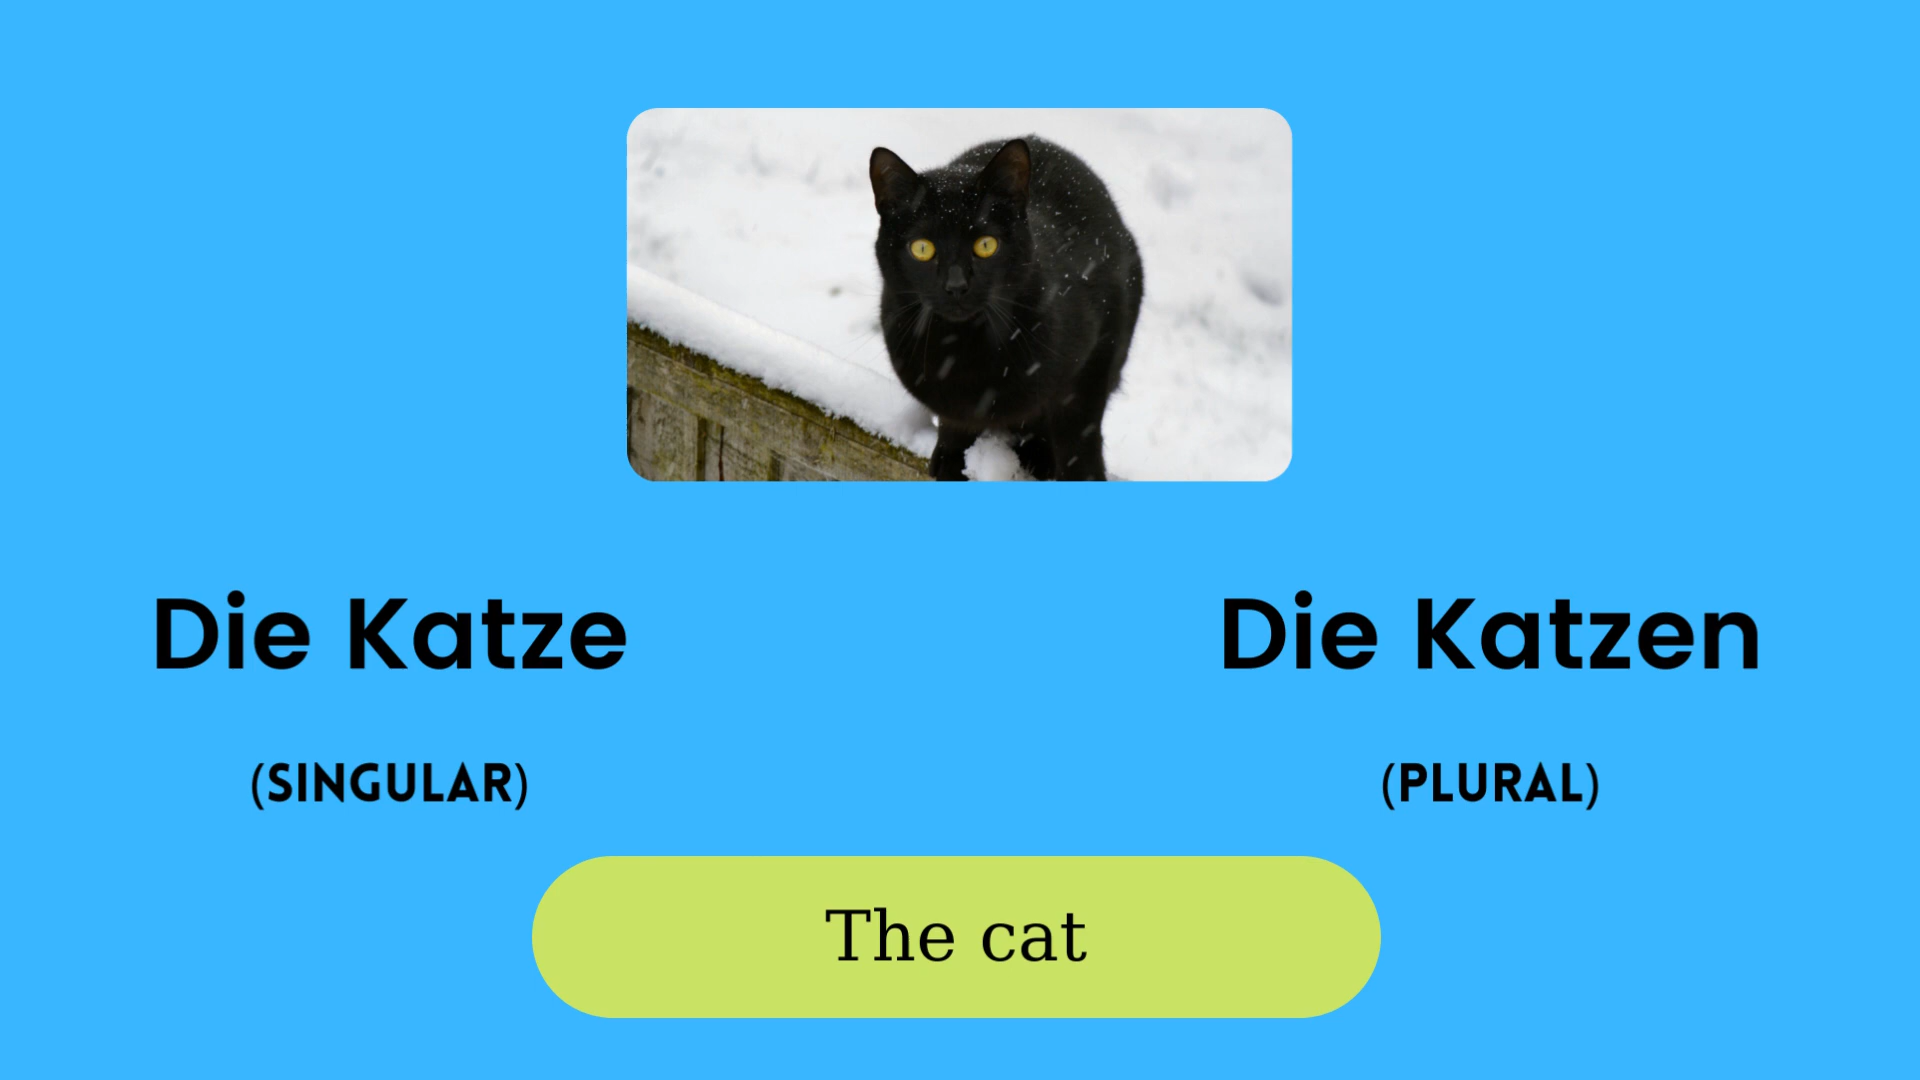 Die Katze
Die Katzen
(SINGULAR)
(PLURAL)
The cat